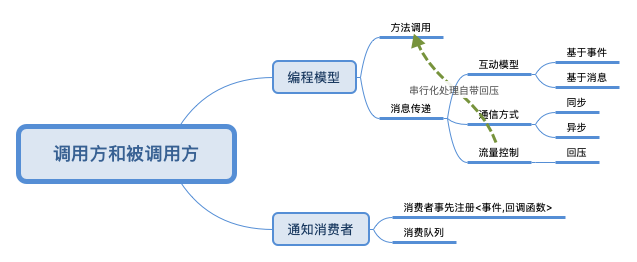 调用方和被调用方
编程模型
方法调用
串行化处理自带回压
消息传递
互动模型
基于事件
基于消息
通信方式
同步
异步
流量控制
回压
通知消费者
消费者事先注册<事件,回调函数>
消费队列